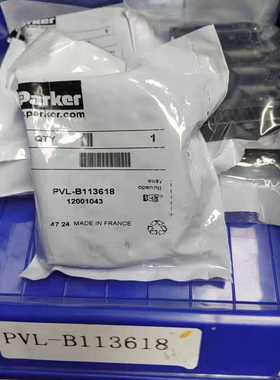 Parker
parker.com
QTY 1
PVL-B113618
12001043
easy
opening
47 24 MADE IN FRANCE
PVL-B113618